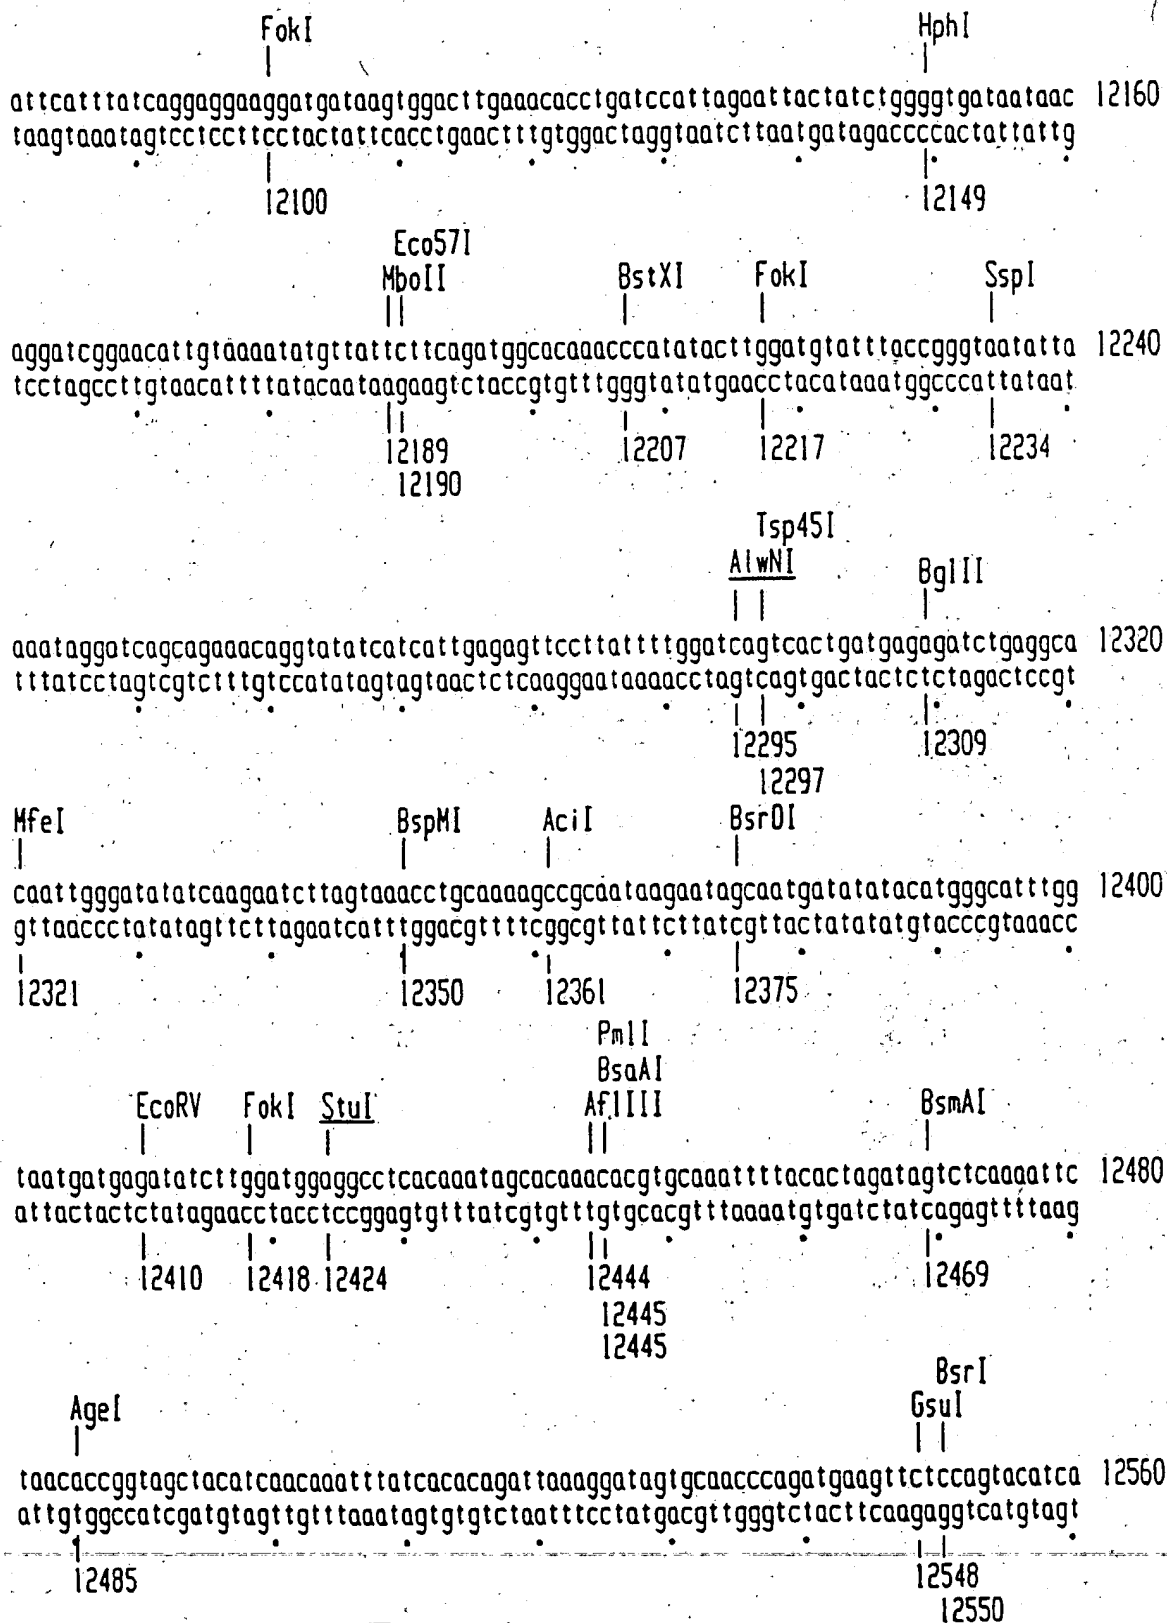 FokI HphI
attcatttatcaggaggaaggatgataagtggacttgaaacacctgatccattagaattactatctggggtgataataac 12160
taagtaaatagtcctccttcctactattcacctgaactttgtggactaggtaatcttaatgatagaccccactattattg
12100 12149
Eco57I
MboII BstXI FokI SspI
aggatcggaacattgtaaaatatgttattcttcagatggcacaaacccatatacttggatgtatttaccgggtaatatta 12240
tcctagccttgtaacattttatacaataagaagtctaccgtgtttgggtatatgaacctacataaatggcccattataat
12189 12207 12217 12234
12190
Tsp45I
AlwNI BglII
aaataggatcagcagaaacaggtatatcatcattgagagttccttattttggatcagtcactgatgagagatctgaggca 12320
tttatcctagtcgtctttgtccatatagtagtaactctcaaggaataaaacctagtcagtgactactctctagactccgt
12295 12309
12297
MfeI BspMI AciI BsrDI
caattgggatatatcaagaatcttagtaaacctgcaaaagccgcaataagaatagcaatgatatatacatgggcatttgg 12400
gttaaccctatatagttcttagaatcatttggacgttttcggcgttattcttatcgttactatatatgtacccgtaaacc
12321 12350 12361 12375
PmlI
BsaAI
EcoRV FokI StuI AflIII BsmAI
taatgatgagatatcttggatggaggcctcacaaatagcacaaacacgtgcaaattttacactagatagtctcaaaattc 12480
attactactctatagaacctacctccggagtgtttatcgtgtttgtgcacgtttaaaatgtgatctatcagagttttaag
12410 12418 12424 12444 12469
12445
12445
BsrI
AgeI GsuI
taacaccggtagctacatcaacaaatttatcacacagattaaaggatagtgcaacccagatgaagttctccagtacatca 12560
attgtggccatcgatgtagttgtttaaatagtgtgtctaatttcctatgacgttgggtctacttcaagaggtcatgtagt
12485 12548
12550